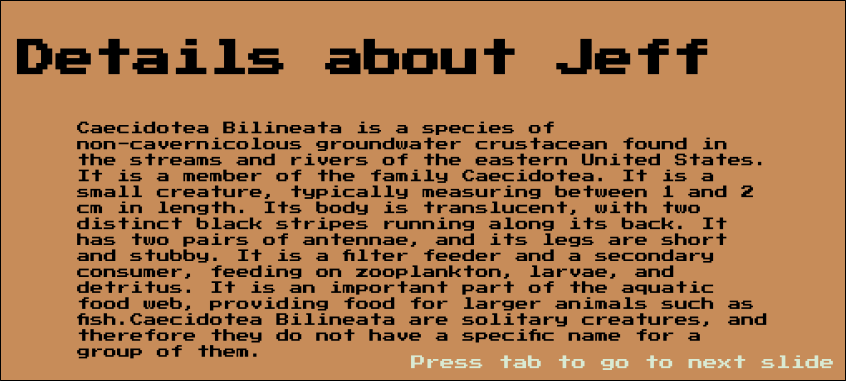 Details about Jeff
Caecidotea Bilineata is a species of
non-cavernicolous groundwater crustacean found in
the streams and rivers of the eastern United States.
It is a member of the family Caecidotea. It is a
small creature, typically measuring between 1 and 2
cm in length. Its body is translucent, with two
distinct black stripes running along its back. It
has two pairs of antennae, and its legs are short
and stubby. It is a filter feeder and a secondary
consumer, feeding on zooplankton, larvae, and
detritus. It is an important part of the aquatic
food web, providing food for larger animals such as
fish.Caecidotea Bilineata are solitary creatures, and
therefore they do not have a specific name for a
group of them.
Press tab to go to next slide